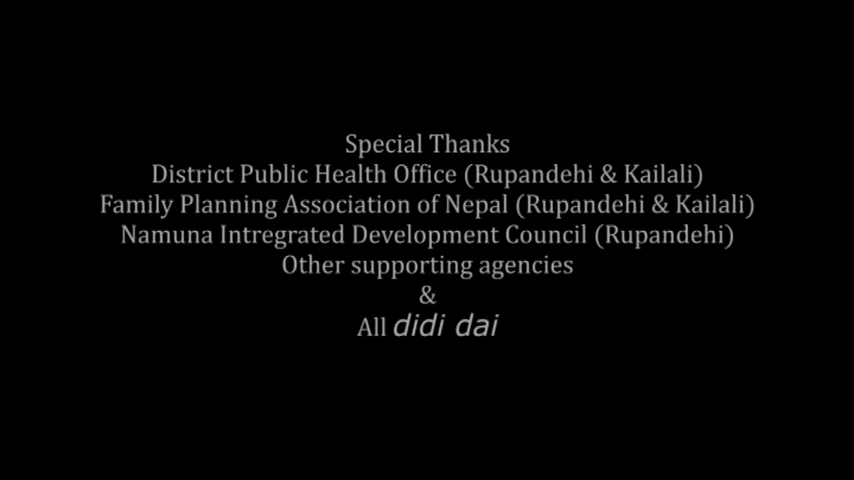 Special Thanks
District Public Health Office (Rupandehi & Kailali)
Family Planning Association of Nepal (Rupandehi & Kailali)
Namuna Intregrated Development Council (Rupandehi)
Other supporting agencies
&
All didi dai